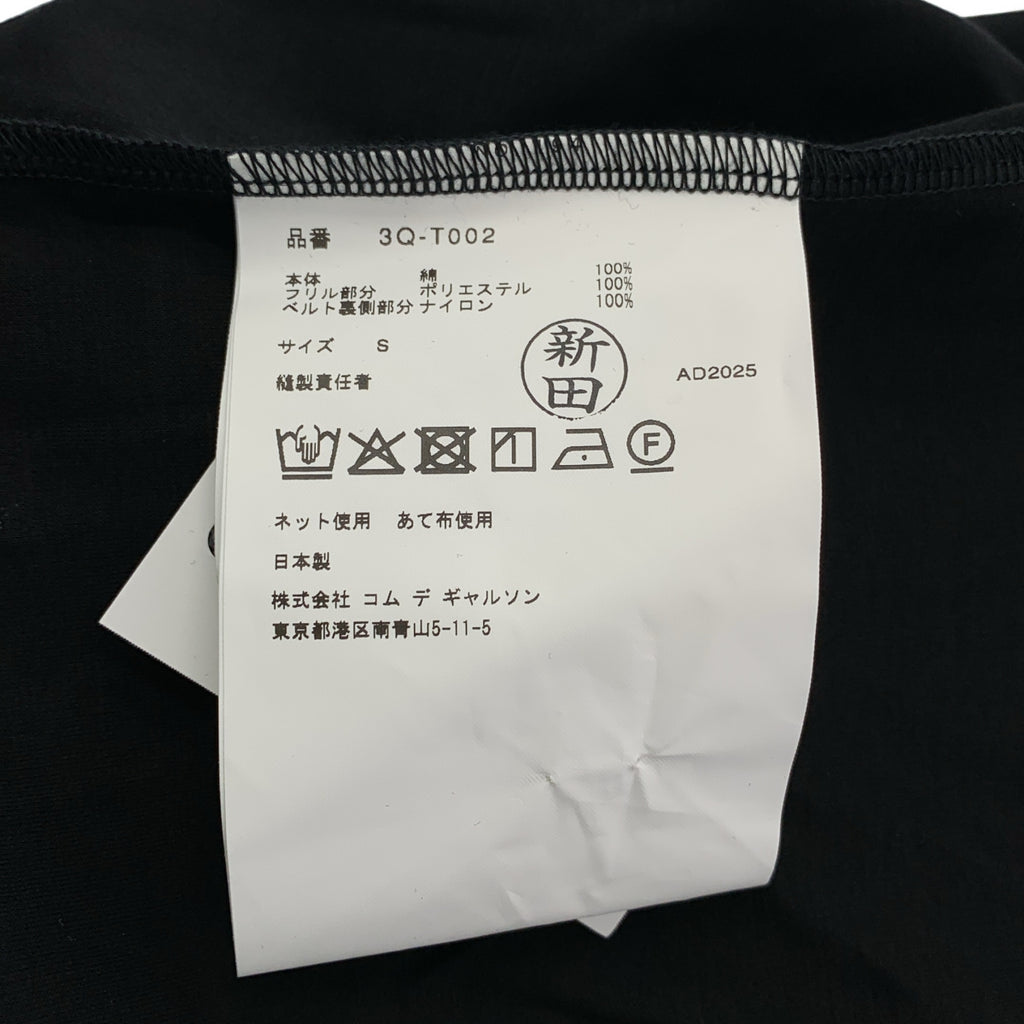 品番 3Q-T002
本体 綿 100%
フリル部分 ポリエステル 100%
ベルト裏側部分 ナイロン 100%
サイズ S
縫製責任者 新田 AD2025
F
ネット使用 あて布使用
日本製
株式会社 コム デ ギャルソン
東京都港区南青山5-11-5